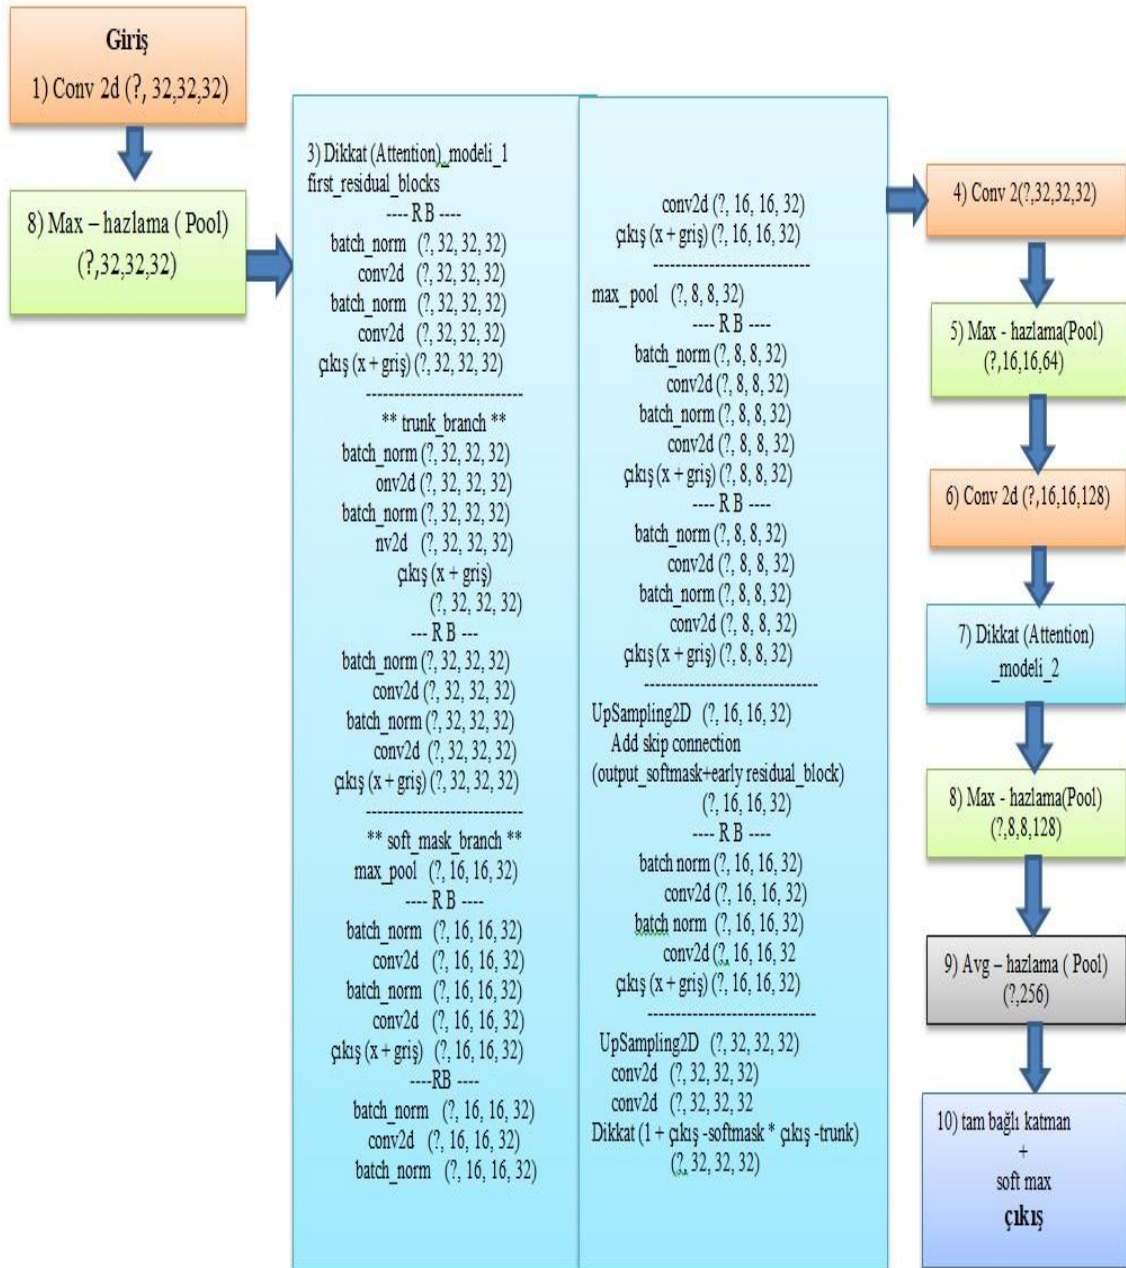 Giriş
1) Conv 2d (?, 32,32,32)
8) Max – hazlama ( Pool)
(?,32,32,32)
3) Dikkat (Attention)_modeli_1
first_residual_blocks
---- R B ----
batch_norm (?, 32, 32, 32)
conv2d (?, 32, 32, 32)
batch_norm (?, 32, 32, 32)
conv2d (?, 32, 32, 32)
çıkış (x + griş) (?, 32, 32, 32)
----------------------------
** trunk_branch **
batch_norm (?, 32, 32, 32)
onv2d (?, 32, 32, 32)
batch_norm (?, 32, 32, 32)
nv2d (?, 32, 32, 32)
çıkış (x + griş)
(?, 32, 32, 32)
--- R B ---
batch_norm (?, 32, 32, 32)
conv2d (?, 32, 32, 32)
batch_norm (?, 32, 32, 32)
conv2d (?, 32, 32, 32)
çıkış (x + griş) (?, 32, 32, 32)
----------------------------
** soft_mask_branch **
max_pool (?, 16, 16, 32)
---- R B ----
batch_norm (?, 16, 16, 32)
conv2d (?, 16, 16, 32)
batch_norm (?, 16, 16, 32)
conv2d (?, 16, 16, 32)
çıkış (x + griş) (?, 16, 16, 32)
----RB ----
batch_norm (?, 16, 16, 32)
conv2d (?, 16, 16, 32)
batch_norm (?, 16, 16, 32)
conv2d (?, 16, 16, 32)
çıkış (x + griş) (?, 16, 16, 32)
----------------------------
max_pool (?, 8, 8, 32)
---- R B ----
batch_norm (?, 8, 8, 32)
conv2d (?, 8, 8, 32)
batch_norm (?, 8, 8, 32)
conv2d (?, 8, 8, 32)
çıkış (x + griş) (?, 8, 8, 32)
---- R B ----
batch_norm (?, 8, 8, 32)
conv2d (?, 8, 8, 32)
batch_norm (?, 8, 8, 32)
conv2d (?, 8, 8, 32)
çıkış (x + griş) (?, 8, 8, 32)
-------------------------------
UpSampling2D (?, 16, 16, 32)
Add skip connection
(output_softmask+early residual_block)
(?, 16, 16, 32)
---- R B ----
batch norm (?, 16, 16, 32)
conv2d (?, 16, 16, 32)
batch norm (?, 16, 16, 32)
conv2d (?, 16, 16, 32
çıkış (x + griş) (?, 16, 16, 32)
------------------------------
UpSampling2D (?, 32, 32, 32)
conv2d (?, 32, 32, 32)
conv2d (?, 32, 32, 32
Dikkat (1 + çıkış -softmask * çıkış -trunk)
(?, 32, 32, 32)
4) Conv 2(?,32,32,32)
5) Max - hazlama(Pool)
(?,16,16,64)
6) Conv 2d (?,16,16,128)
7) Dikkat (Attention)
_modeli_2
8) Max - hazlama(Pool)
(?,8,8,128)
9) Avg – hazlama ( Pool)
(?,256)
10) tam bağlı katman
+
soft max
çıkış